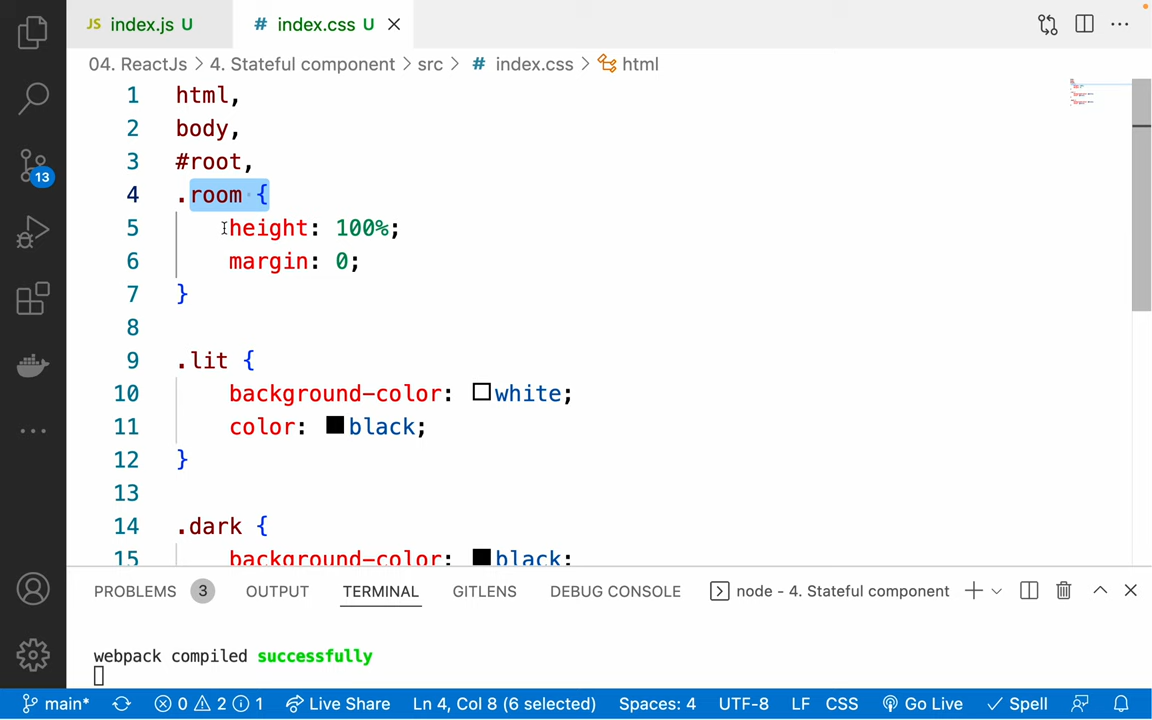 JS index.js U
# index.css U
04. ReactJs > 4. Stateful component > src > # index.css > html
1 html,
2 body,
3 #root,
4 .room {
5 height: 100%;
6 margin: 0;
7 }
8
9 .lit {
10 background-color: white;
11 color: black;
12 }
13
14 .dark {
15 background-color: black;
13
PROBLEMS 3 OUTPUT TERMINAL GITLENS DEBUG CONSOLE node - 4. Stateful component
webpack compiled successfully
main* 0 2 1 Live Share Ln 4, Col 8 (6 selected) Spaces: 4 UTF-8 LF CSS Go Live Spell